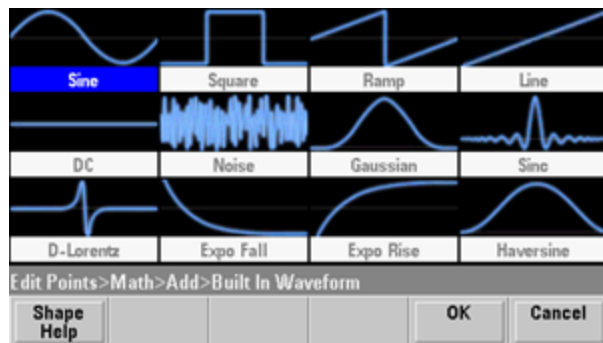 Sine
Square
Ramp
Line
DC
Noise
Gaussian
Sinc
D-Lorentz
Expo Fall
Expo Rise
Haversine
Edit Points>Math>Add>Built In Waveform
Shape
Help
OK
Cancel